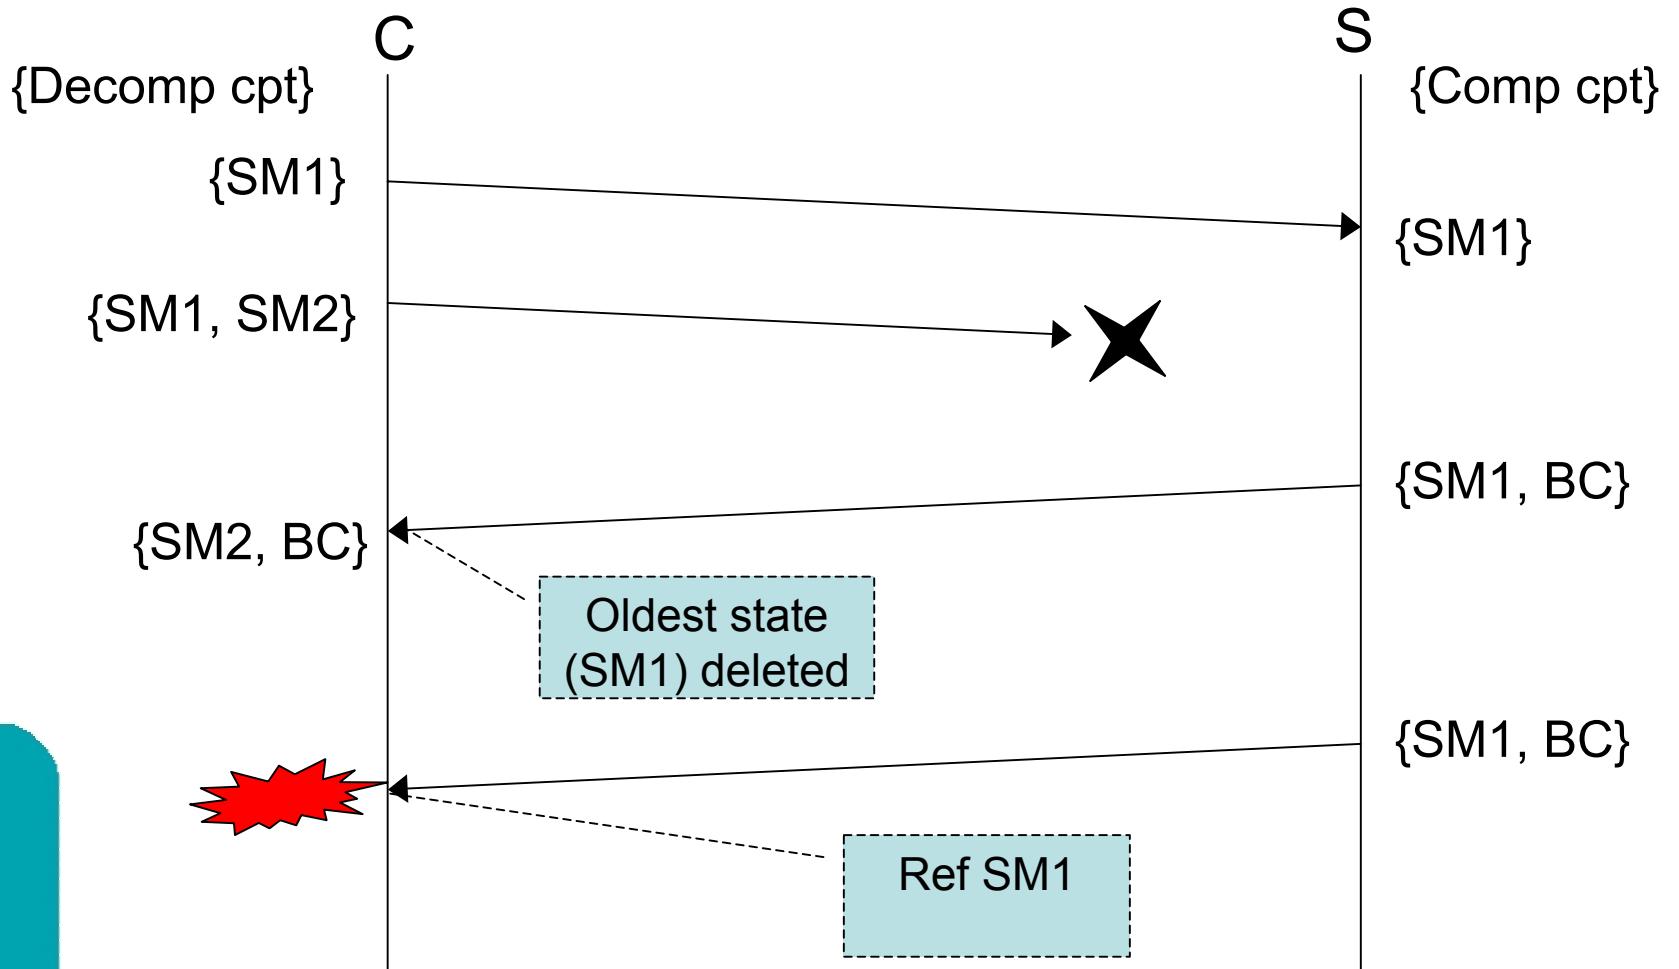 C
S
{Decomp cpt}
{Comp cpt}
{SM1}
{SM1}
{SM1, SM2}
{SM1, BC}
{SM2, BC}
Oldest state
(SM1) deleted
{SM1, BC}
Ref SM1